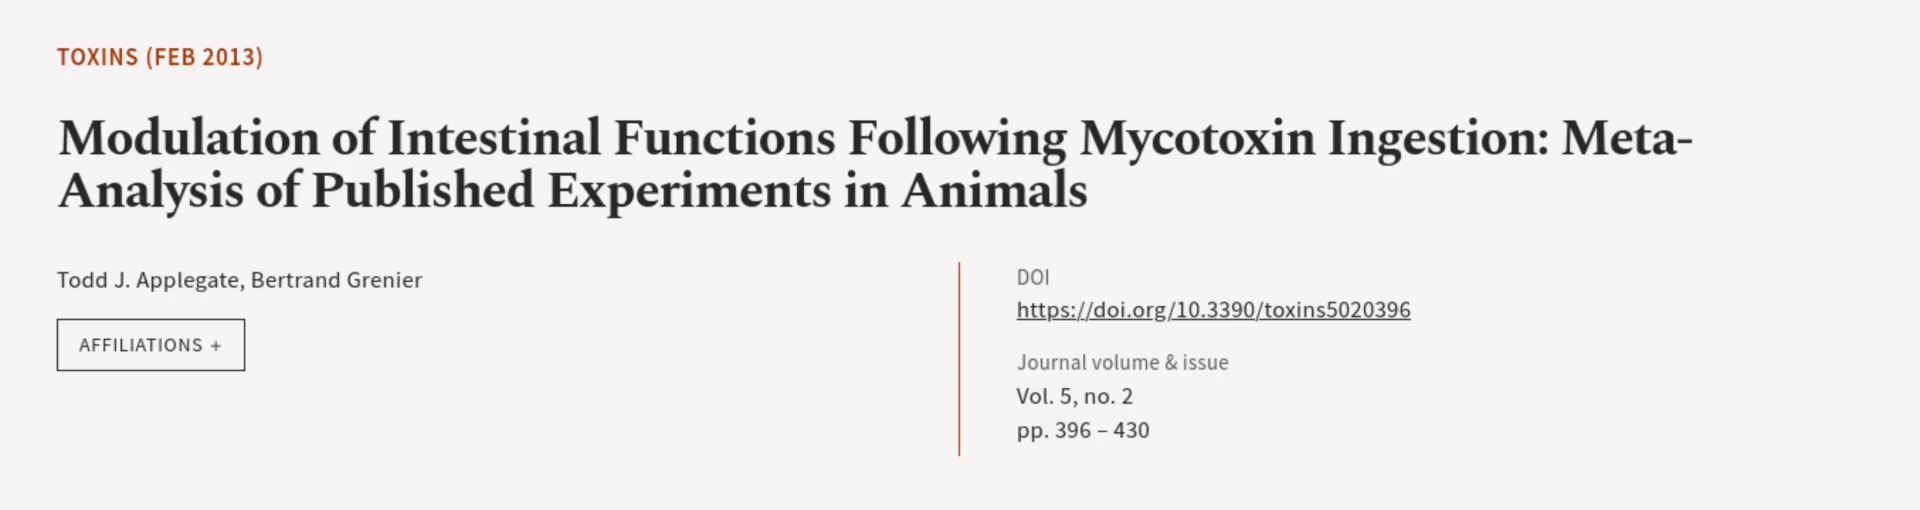 TOXINS (FEB 2013)
Modulation of Intestinal Functions Following Mycotoxin Ingestion: Meta-
Analysis of Published Experiments in Animals
Todd J. Applegate, Bertrand Grenier
AFFILIATIONS +
DOI
https://doi.org/10.3390/toxins5020396
Journal volume & issue
Vol. 5, no. 2
pp. 396 – 430